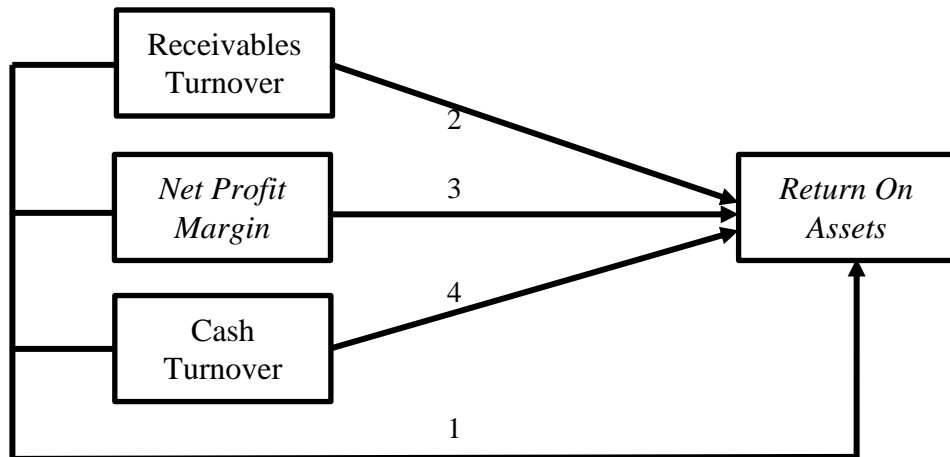 Receivables
Turnover
2
Net Profit
Margin
3
Return On
Assets
4
Cash
Turnover
1